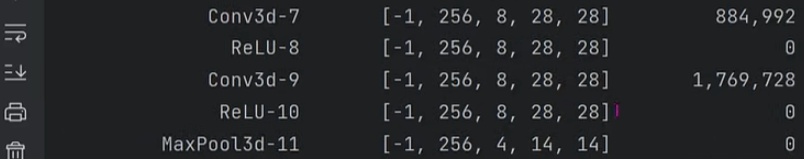 Conv3d-7 [-1, 256, 8, 28, 28] 884,992
ReLU-8 [-1, 256, 8, 28, 28] 0
Conv3d-9 [-1, 256, 8, 28, 28] 1,769,728
ReLU-10 [-1, 256, 8, 28, 28] 0
MaxPool3d-11 [-1, 256, 4, 14, 14] 0